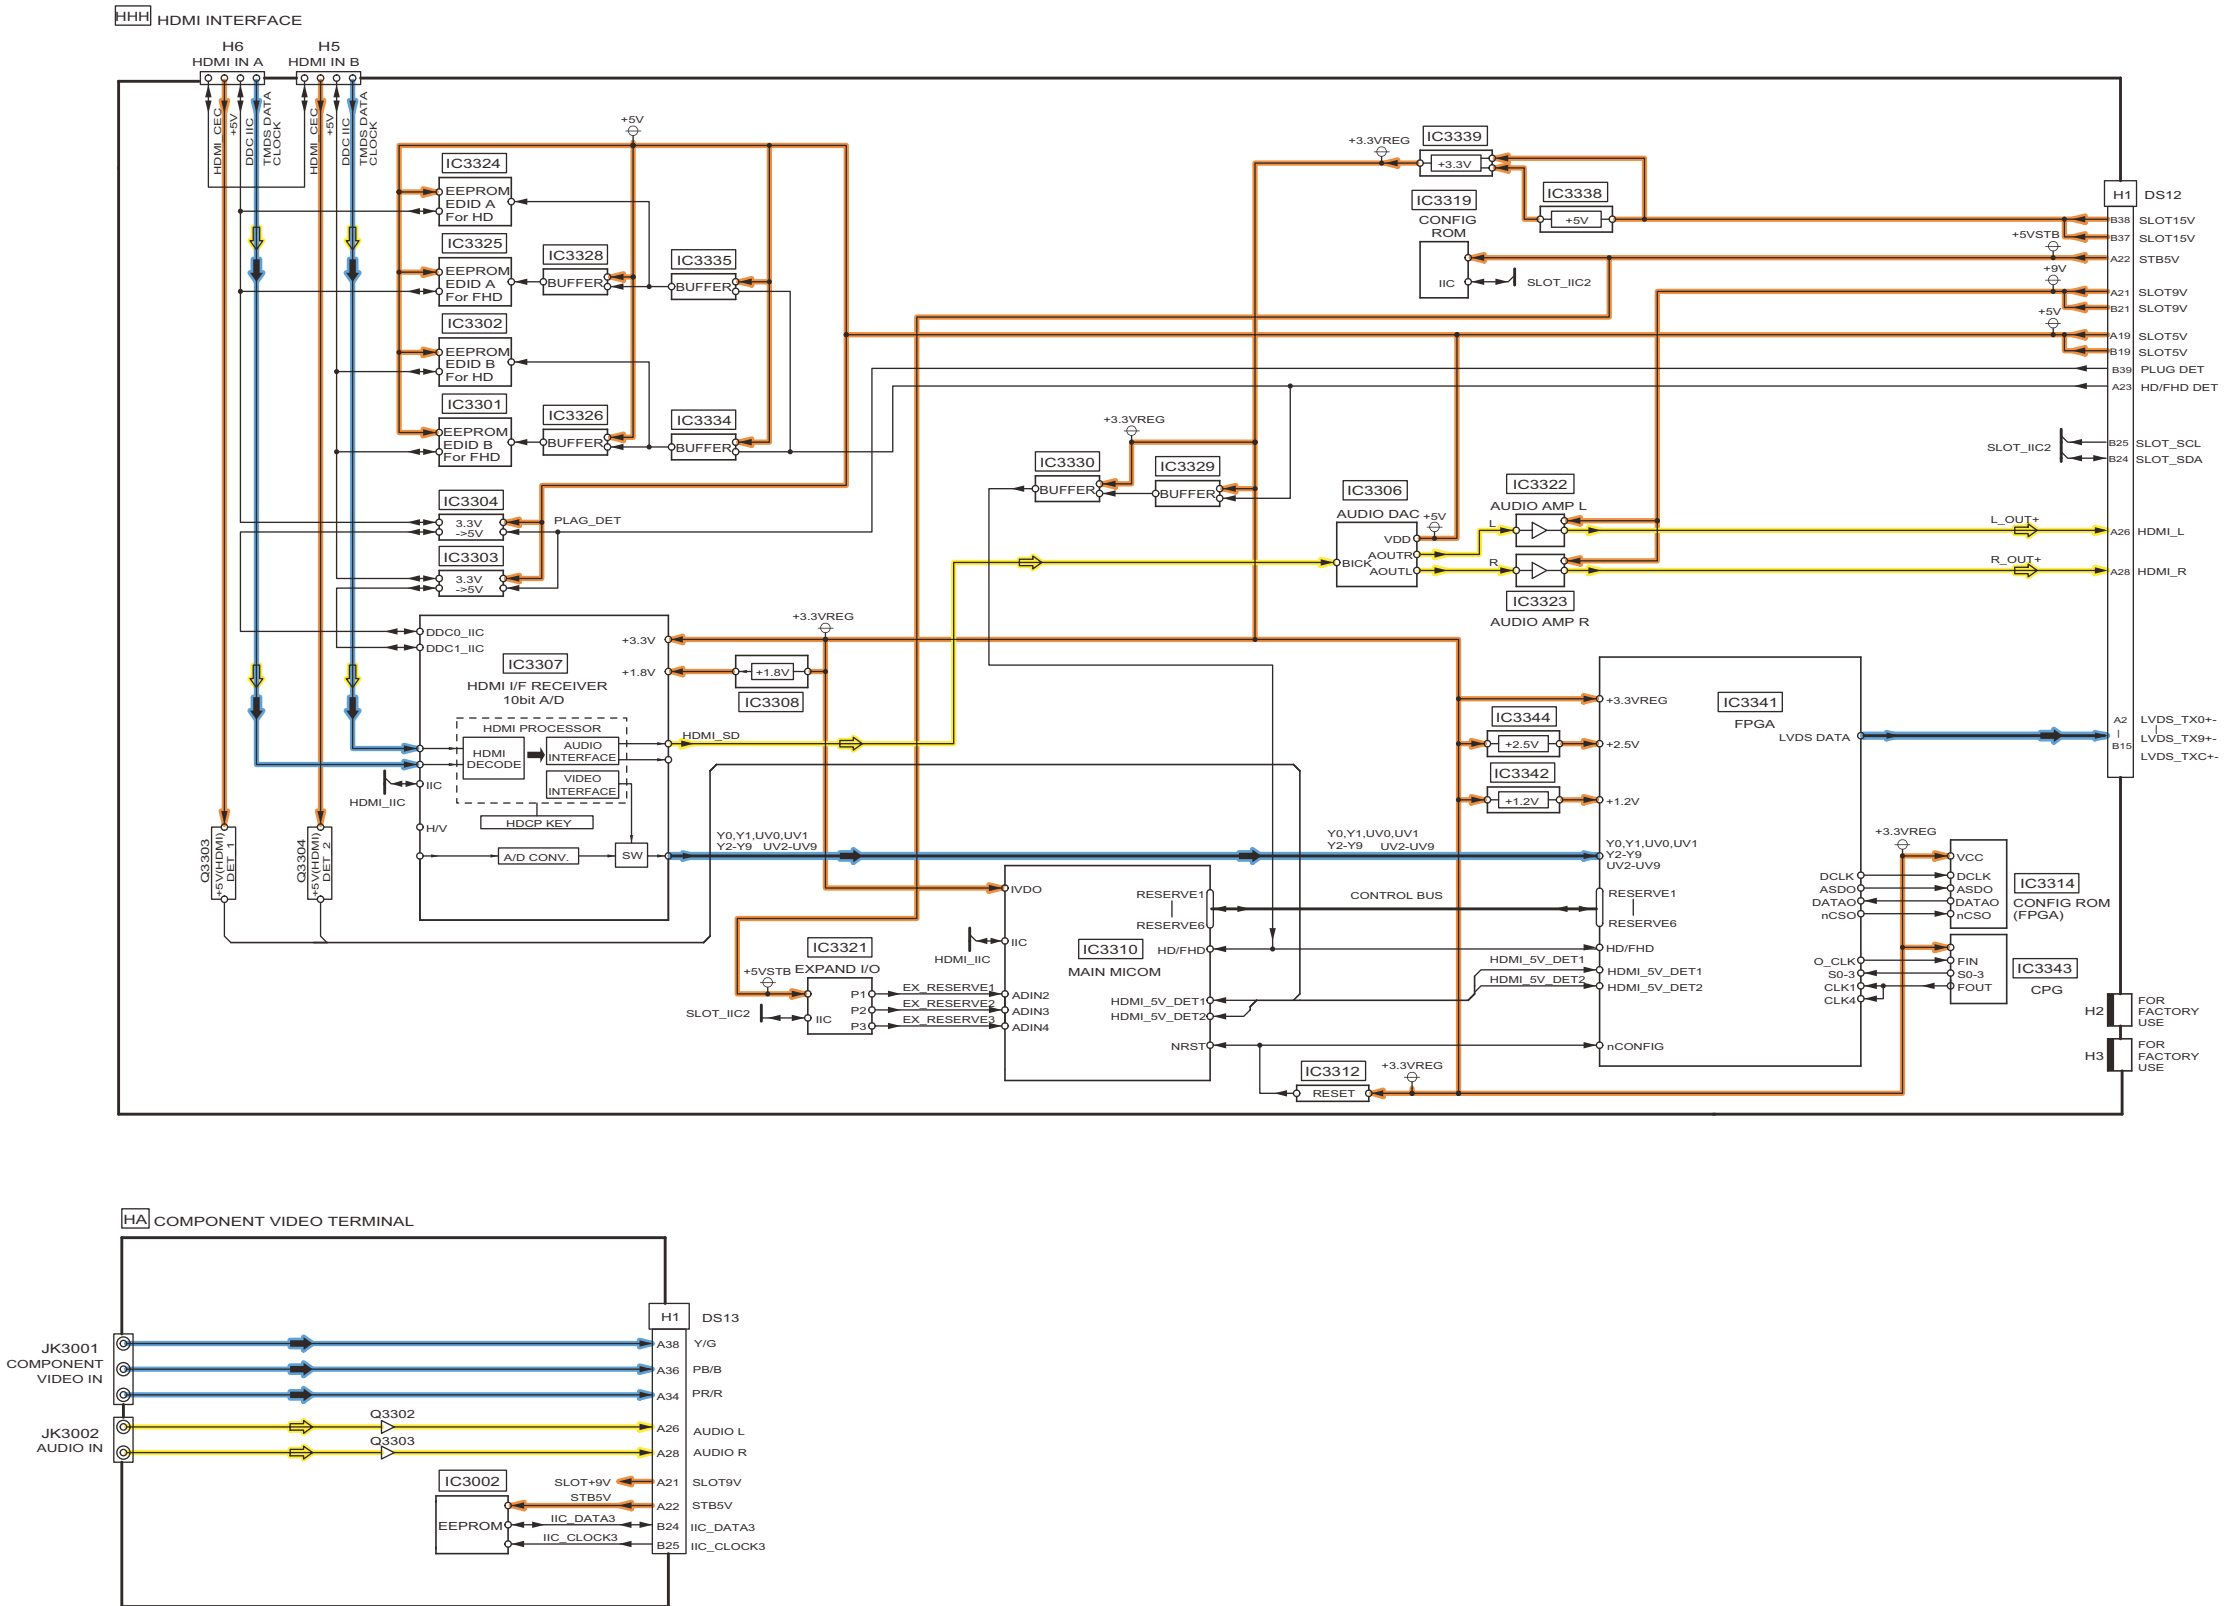 HHH HDMI INTERFACE
H6
HDMI IN A
H5
HDMI IN B
HDMI CEC
+5V
DDC IIC
TMDS DATA
CLOCK
HDMI CEC
+5V
DDC IIC
TMDS DATA
CLOCK
+5V
IC3324
EEPROM
EDID A
For HD
IC3325
EEPROM
EDID A
For FHD
IC3328
BUFFER
IC3335
BUFFER
IC3302
EEPROM
EDID B
For HD
IC3301
EEPROM
EDID B
For FHD
IC3326
BUFFER
IC3334
BUFFER
IC3304
3.3V
->5V
PLAG_DET
IC3303
3.3V
->5V
+3.3VREG
IC3339
+3.3V
IC3338
+5V
IC3319
CONFIG
ROM
IIC
SLOT_IIC2
H1 DS12
B38 SLOT15V
B37 SLOT15V
+5VSTB
A22 STB5V
+9V
A21 SLOT9V
B21 SLOT9V
+5V
A19 SLOT5V
B19 SLOT5V
B39 PLUG DET
A23 HD/FHD DET
SLOT_IIC2
B25 SLOT_SCL
B24 SLOT_SDA
L_OUT+
A26 HDMI_L
R_OUT+
A28 HDMI_R
A2 LVDS_TX0+-
B15 LVDS_TX9+-
LVDS_TXC+-
+3.3VREG
IC3330
BUFFER
IC3329
BUFFER
IC3306
AUDIO DAC
+5V
VDD
BICK
AOUTR
AOUTL
L
R
IC3322
AUDIO AMP L
IC3323
AUDIO AMP R
DDC0_IIC
DDC1_IIC
IC3307
HDMI I/F RECEIVER
10bit A/D
+3.3V
+1.8V
+3.3VREG
+1.8V
IC3308
HDMI PROCESSOR
HDMI
DECODE
AUDIO
INTERFACE
VIDEO
INTERFACE
HDCP KEY
HDMI_SD
IIC
HDMI_IIC
H/V
A/D CONV.
SW
Q3303
+5V(HDMI)
DET_1
Q3304
+5V(HDMI)
DET_2
Y0,Y1,UV0,UV1
Y2-Y9 UV2-UV9
Y0,Y1,UV0,UV1
Y2-Y9 UV2-UV9
IC3341
FPGA
+3.3VREG
IC3344
+2.5V
+2.5V
IC3342
+1.2V
+1.2V
LVDS DATA
Y0,Y1,UV0,UV1
Y2-Y9
UV2-UV9
RESERVE1
RESERVE6
HD/FHD
HDMI_5V_DET1
HDMI_5V_DET2
nCONFIG
DCLK
ASDO
DATAO
nCSO
O_CLK
S0-3
CLK1
CLK4
+3.3VREG
VCC
DCLK
ASDO
DATAO
nCSO
IC3314
CONFIG ROM
(FPGA)
FIN
S0-3
FOUT
IC3343
CPG
IVDO
IIC
HDMI_IIC
RESERVE1
RESERVE6
HD/FHD
IC3310
MAIN MICOM
ADIN2
ADIN3
ADIN4
HDMI_5V_DET1
HDMI_5V_DET2
NRST
CONTROL BUS
HDMI_5V_DET1
HDMI_5V_DET2
IC3321
+5VSTB EXPAND I/O
P1
P2
P3
IIC
SLOT_IIC2
EX_RESERVE1
EX_RESERVE2
EX_RESERVE3
IC3312
RESET
+3.3VREG
H2 FOR
FACTORY
USE
H3 FOR
FACTORY
USE
HA COMPONENT VIDEO TERMINAL
JK3001
COMPONENT
VIDEO IN
JK3002
AUDIO IN
Q3302
Q3303
H1 DS13
A38 Y/G
A36 PB/B
A34 PR/R
A26 AUDIO L
A28 AUDIO R
SLOT+9V A21 SLOT9V
STB5V A22 STB5V
IIC_DATA3 B24 IIC_DATA3
IIC_CLOCK3 B25 IIC_CLOCK3
IC3002
EEPROM